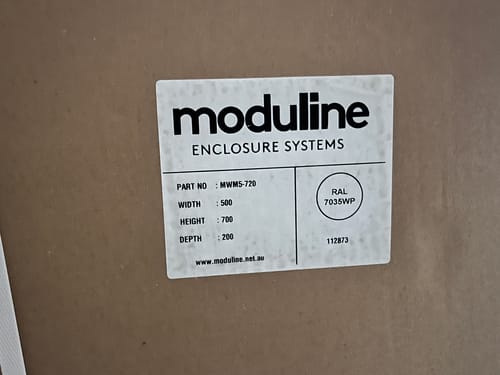 moduline
ENCLOSURE SYSTEMS
PART NO : MWM5-720
WIDTH : 500
HEIGHT : 700
DEPTH : 200
www.moduline.net.au
RAL
7035WP
112873